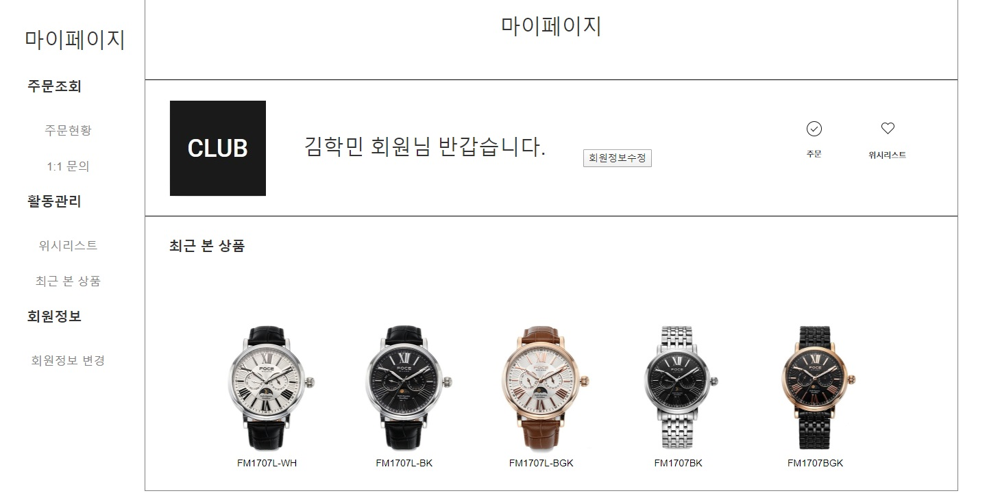 마이페이지
주문조회
주문현황
1:1 문의
활동관리
위시리스트
최근 본 상품
회원정보
회원정보 변경
마이페이지
CLUB
김학민 회원님 반갑습니다.
회원정보수정
주문
위시리스트
최근 본 상품
FOCE
FOCE
FOCE
FOCE
FOCE
FM1707L-WH
FM1707L-BK
FM1707L-BGK
FM1707BK
FM1707BGK